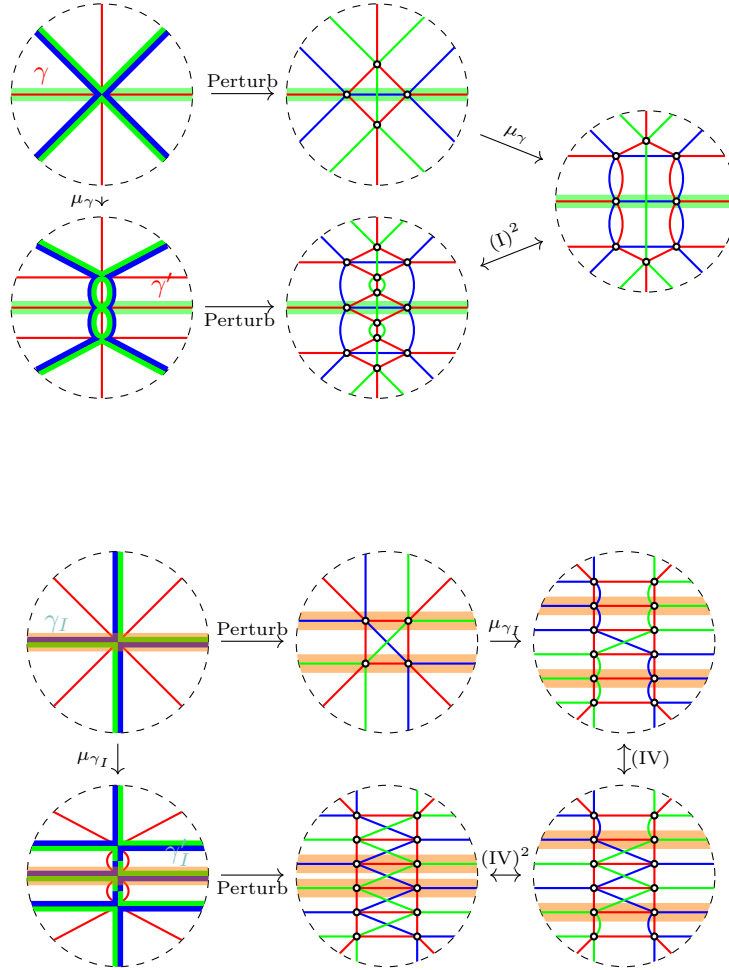 γ
Perturb
μ_γ
μ_γ
(I)²
γ′
Perturb
γ_I
Perturb
μ_{γ_I}
μ_{γ_I}
(IV)
γ′_I
Perturb
(IV)²